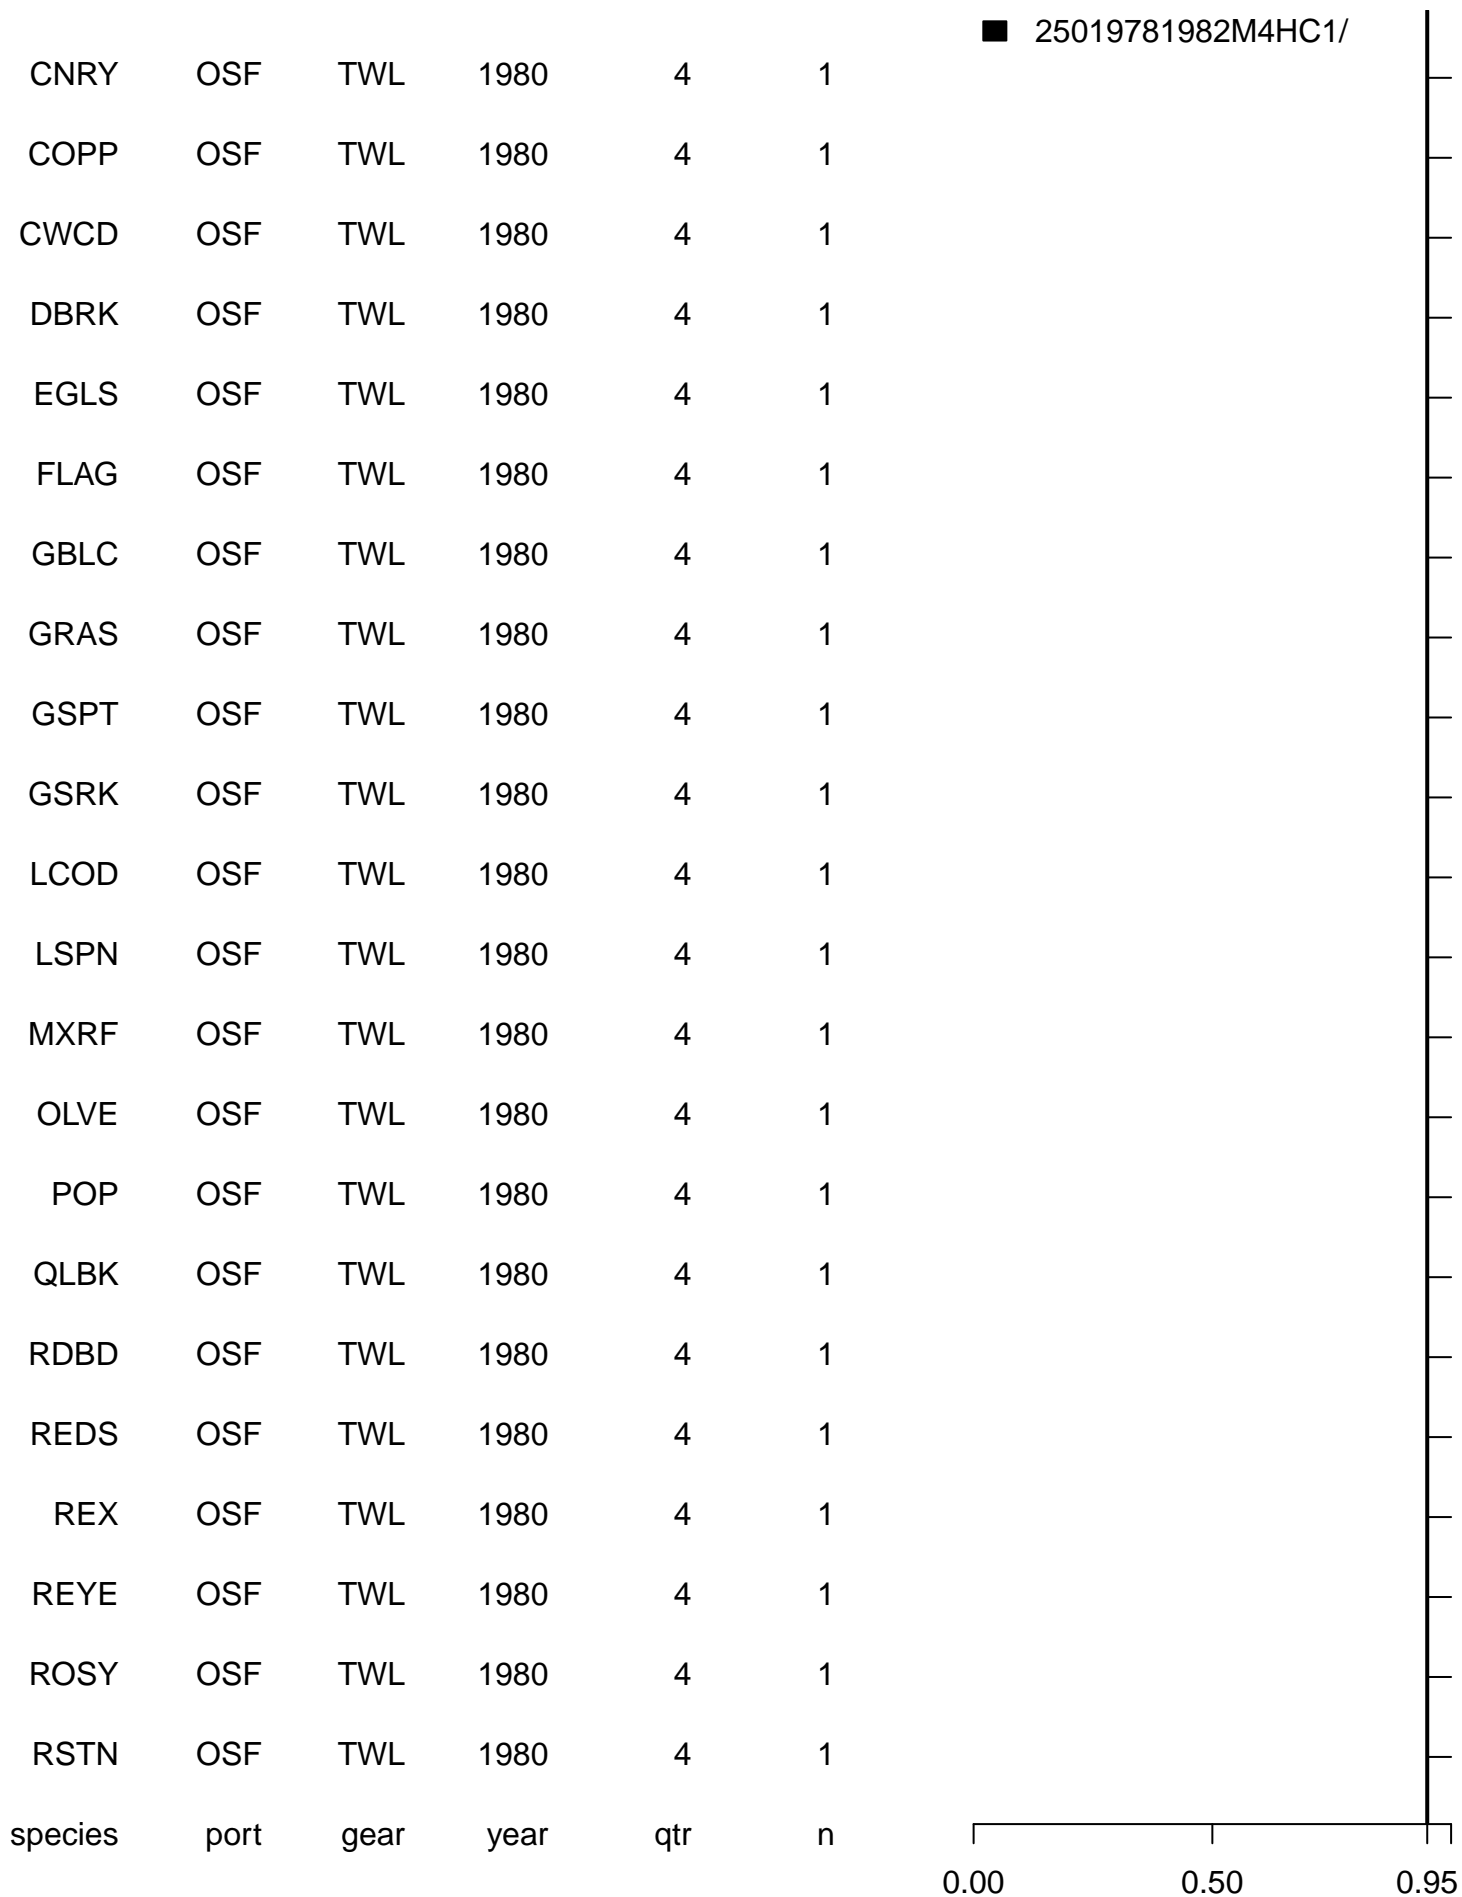 25019781982M4HC1/
CNRY OSF TWL 1980 4 1
COPP OSF TWL 1980 4 1
CWCD OSF TWL 1980 4 1
DBRK OSF TWL 1980 4 1
EGLS OSF TWL 1980 4 1
FLAG OSF TWL 1980 4 1
GBLC OSF TWL 1980 4 1
GRAS OSF TWL 1980 4 1
GSPT OSF TWL 1980 4 1
GSRK OSF TWL 1980 4 1
LCOD OSF TWL 1980 4 1
LSPN OSF TWL 1980 4 1
MXRF OSF TWL 1980 4 1
OLVE OSF TWL 1980 4 1
POP OSF TWL 1980 4 1
QLBK OSF TWL 1980 4 1
RDBD OSF TWL 1980 4 1
REDS OSF TWL 1980 4 1
REX OSF TWL 1980 4 1
REYE OSF TWL 1980 4 1
ROSY OSF TWL 1980 4 1
RSTN OSF TWL 1980 4 1
species port gear year qtr n
0.00 0.50 0.95